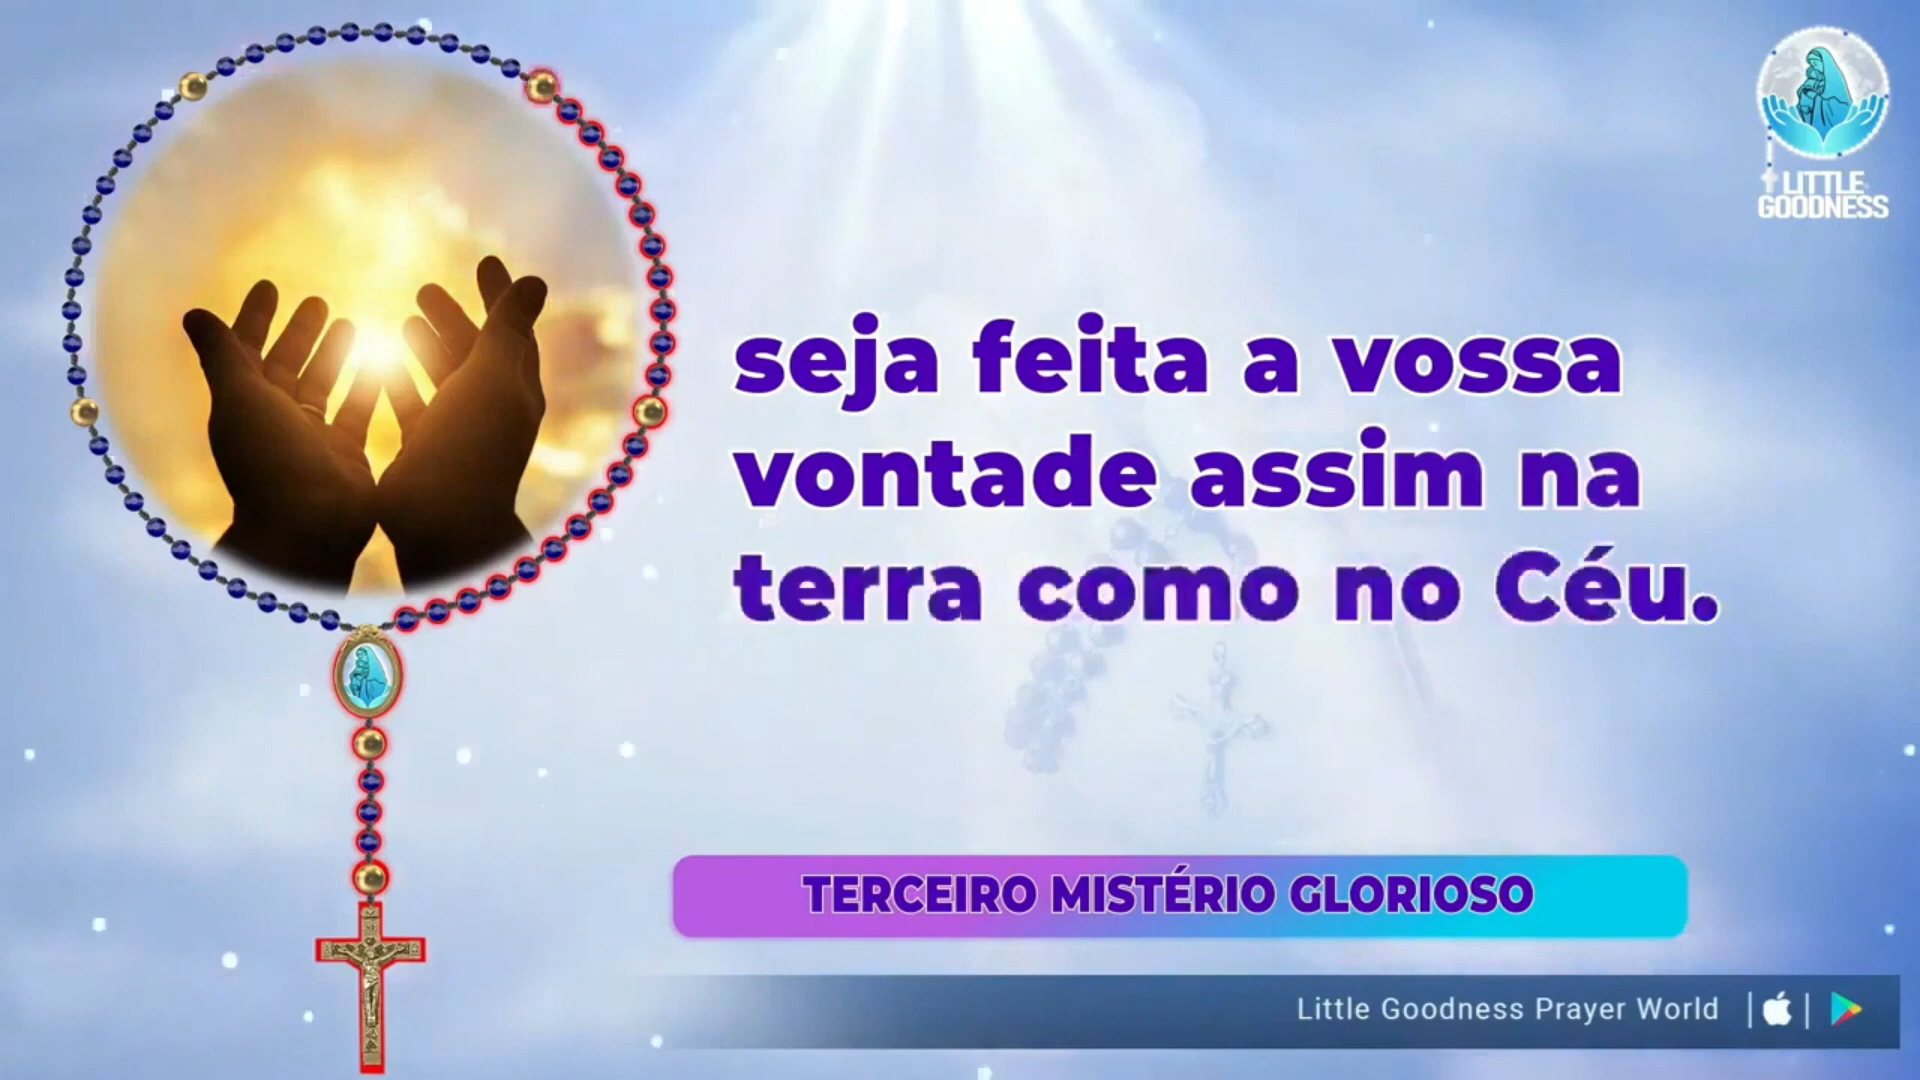 LITTLE
GOODNESS
seja feita a vossa
vontade assim na
terra como no Céu.
TERCEIRO MISTÉRIO GLORIOSO
Little Goodness Prayer World